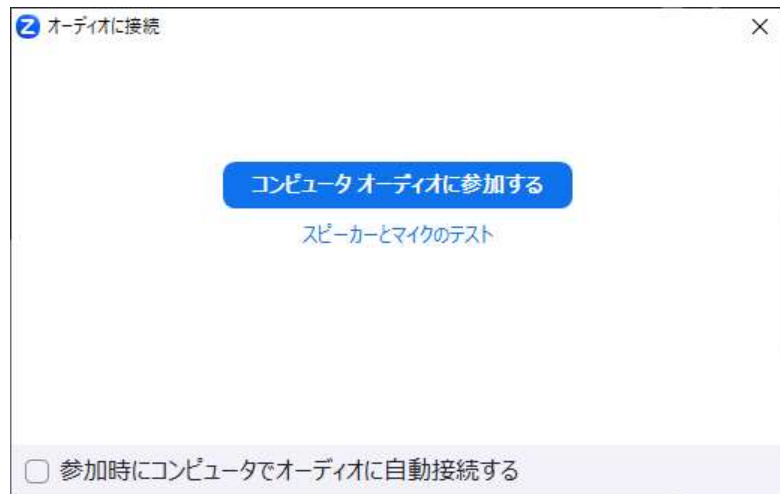 オーディオに接続
コンピュータ オーディオに参加する
スピーカーとマイクのテスト
参加時にコンピュータでオーディオに自動接続する